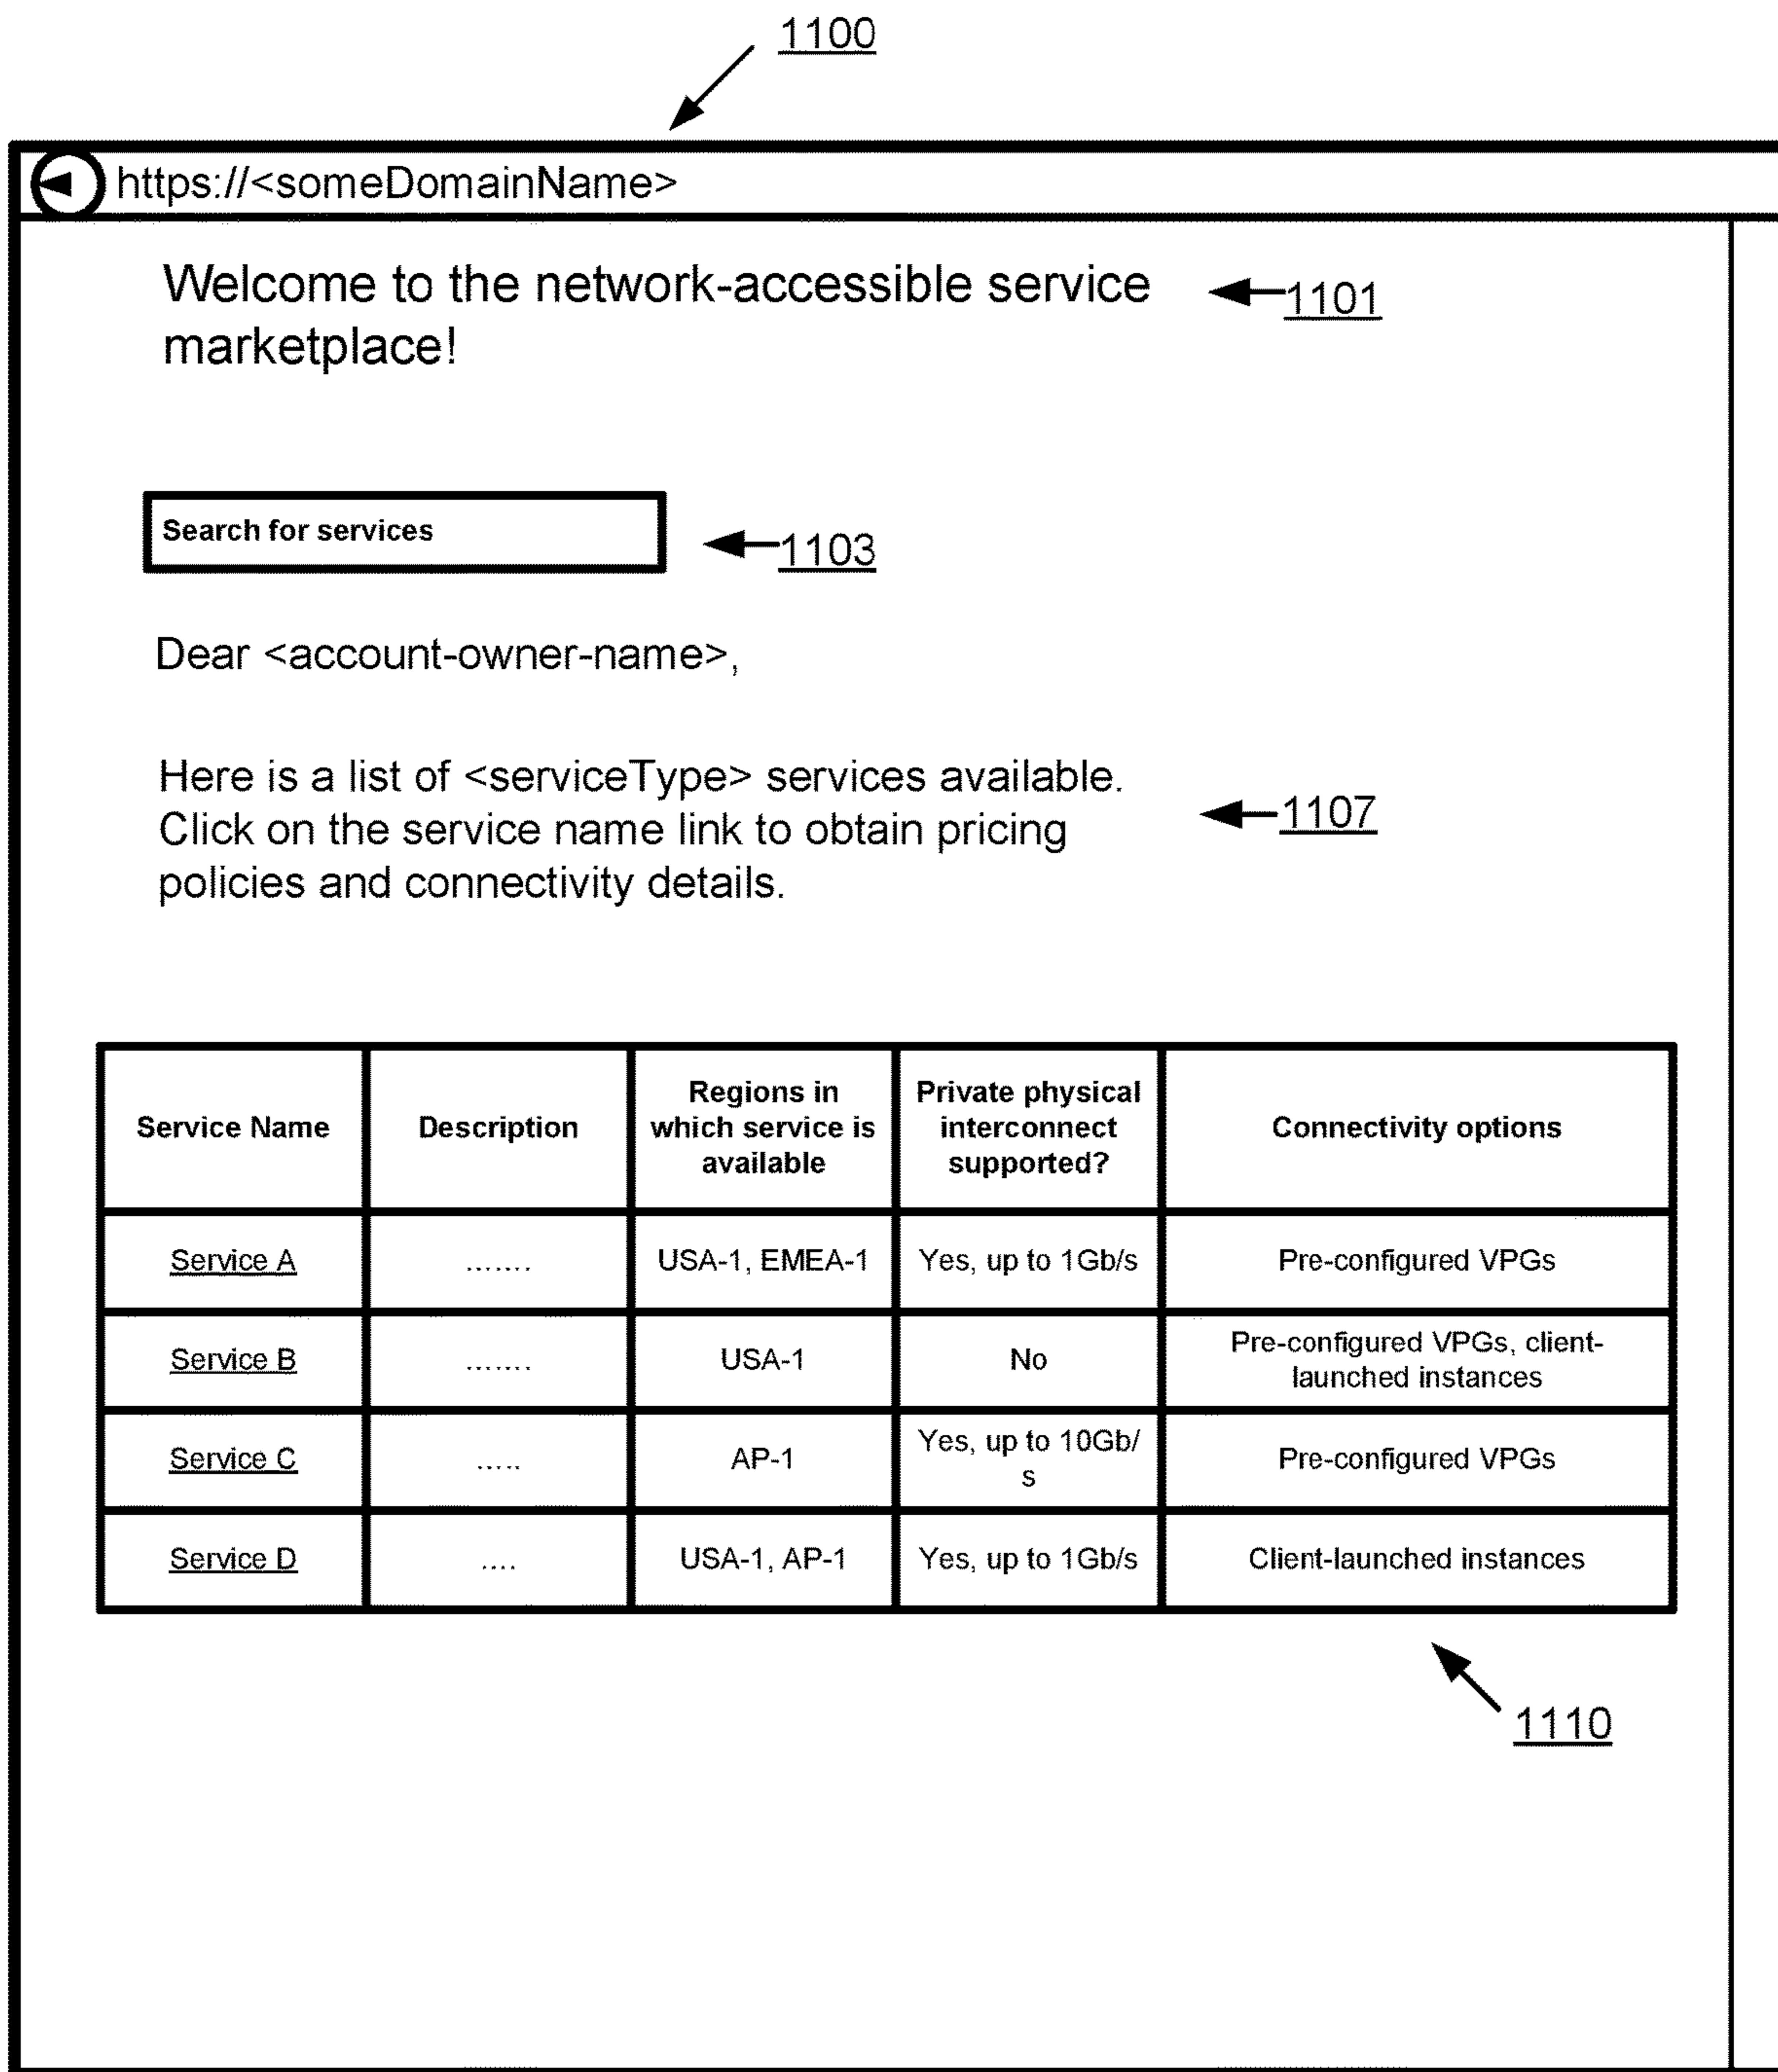 1100
https://<someDomainName>
Welcome to the network-accessible service
marketplace!
1101
Search for services
1103
Dear <account-owner-name>,
Here is a list of <serviceType> services available.
Click on the service name link to obtain pricing
policies and connectivity details.
1107
Service Name
Description
Regions in
which service is
available
Private physical
interconnect
supported?
Connectivity options
Service A
.......
USA-1, EMEA-1
Yes, up to 1Gb/s
Pre-configured VPGs
Service B
.......
USA-1
No
Pre-configured VPGs, client-
launched instances
Service C
.....
AP-1
Yes, up to 10Gb/
s
Pre-configured VPGs
Service D
....
USA-1, AP-1
Yes, up to 1Gb/s
Client-launched instances
1110